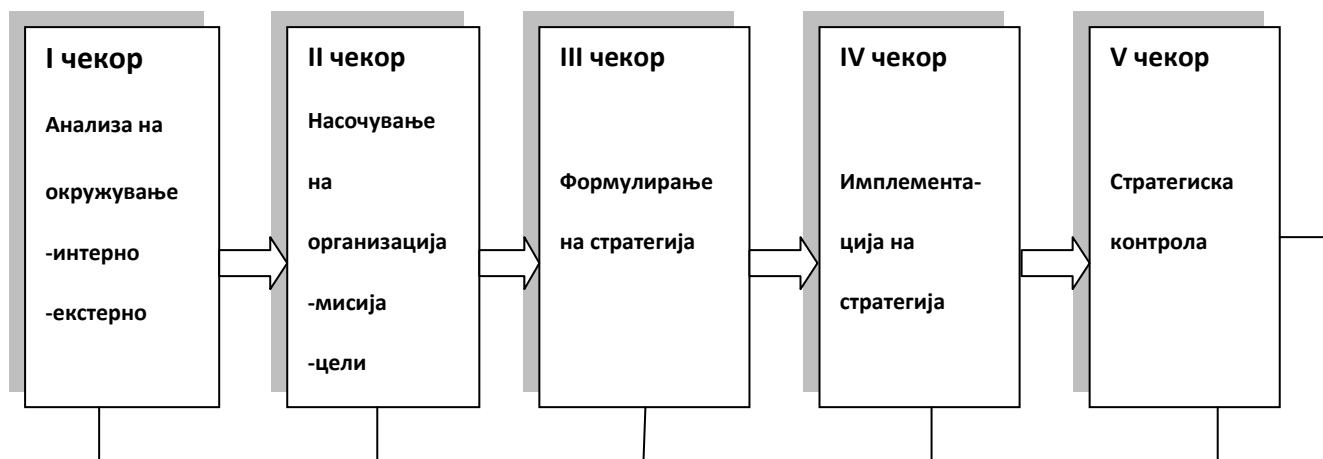 I чекор
Анализа на
окружување
-интерно
-екстерно
II чекор
Насочување
на
организација
-мисија
-цели
III чекор
Формулирање
на стратегија
IV чекор
Имплемента-
ција на
стратегија
V чекор
Стратегиска
контрола